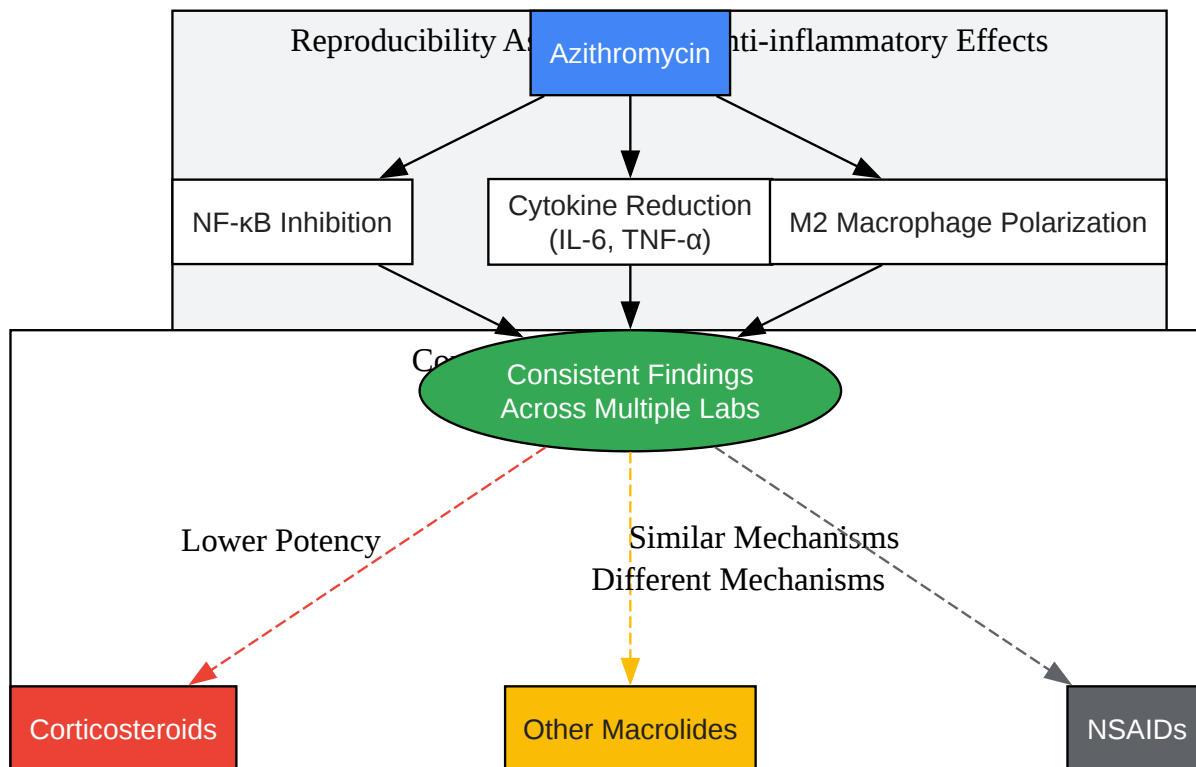 Reproducibility
Azithromycin
nti-inflammatory Effects
NF-κB Inhibition
Cytokine Reduction
(IL-6, TNF-α)
M2 Macrophage Polarization
Consistent Findings
Across Multiple Labs
Lower Potency
Similar Mechanisms
Different Mechanisms
Corticosteroids
Other Macrolides
NSAIDs